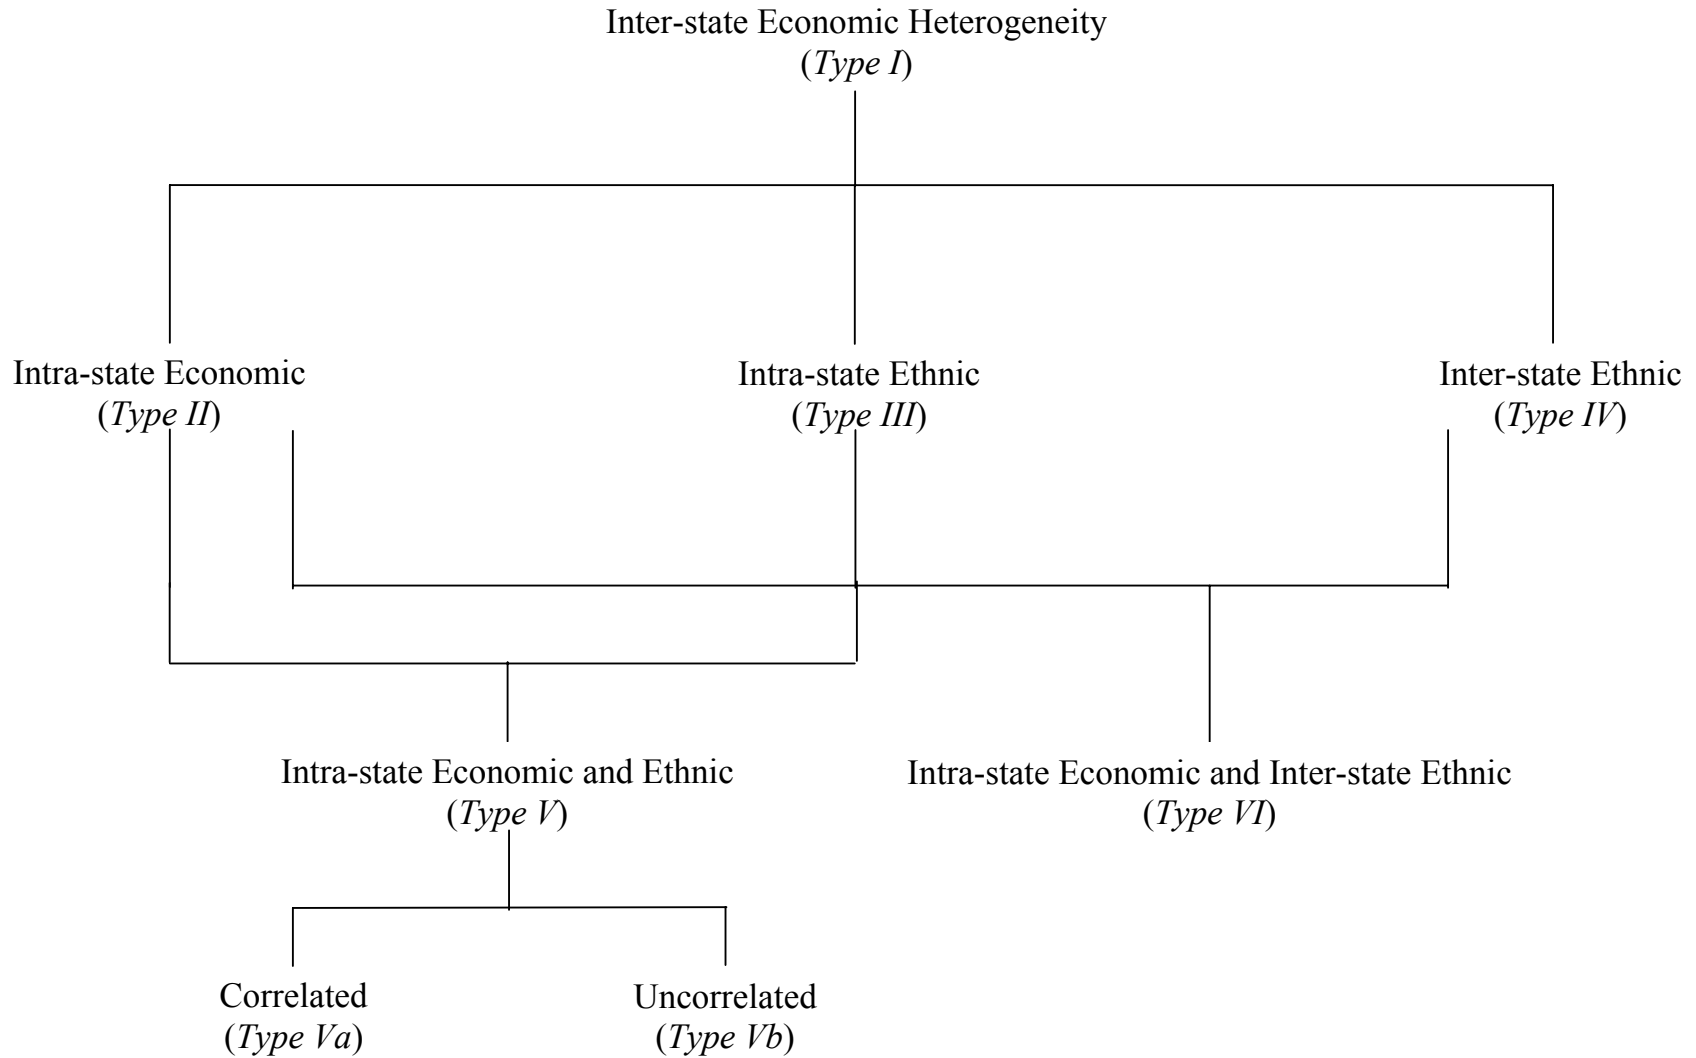 Inter-state Economic Heterogeneity
(Type I)
Intra-state Economic
(Type II)
Intra-state Ethnic
(Type III)
Inter-state Ethnic
(Type IV)
Intra-state Economic and Ethnic
(Type V)
Intra-state Economic and Inter-state Ethnic
(Type VI)
Correlated
(Type Va)
Uncorrelated
(Type Vb)